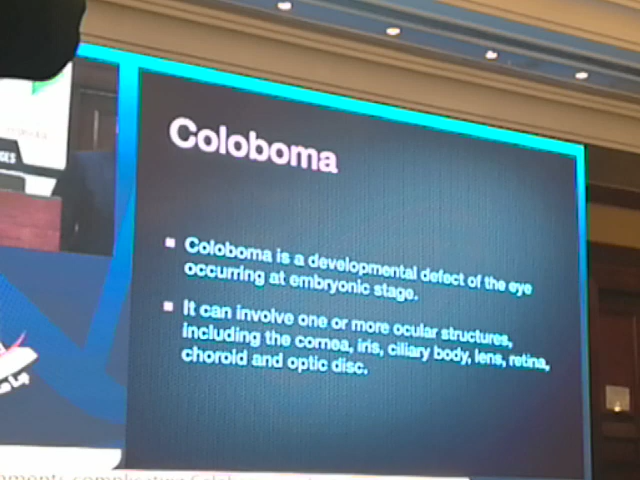 Coloboma
Coloboma is a developmental defect of the eye
occurring at embryonic stage.
It can involve one or more ocular structures,
including the cornea, iris, ciliary body, lens, retina,
choroid and optic disc.